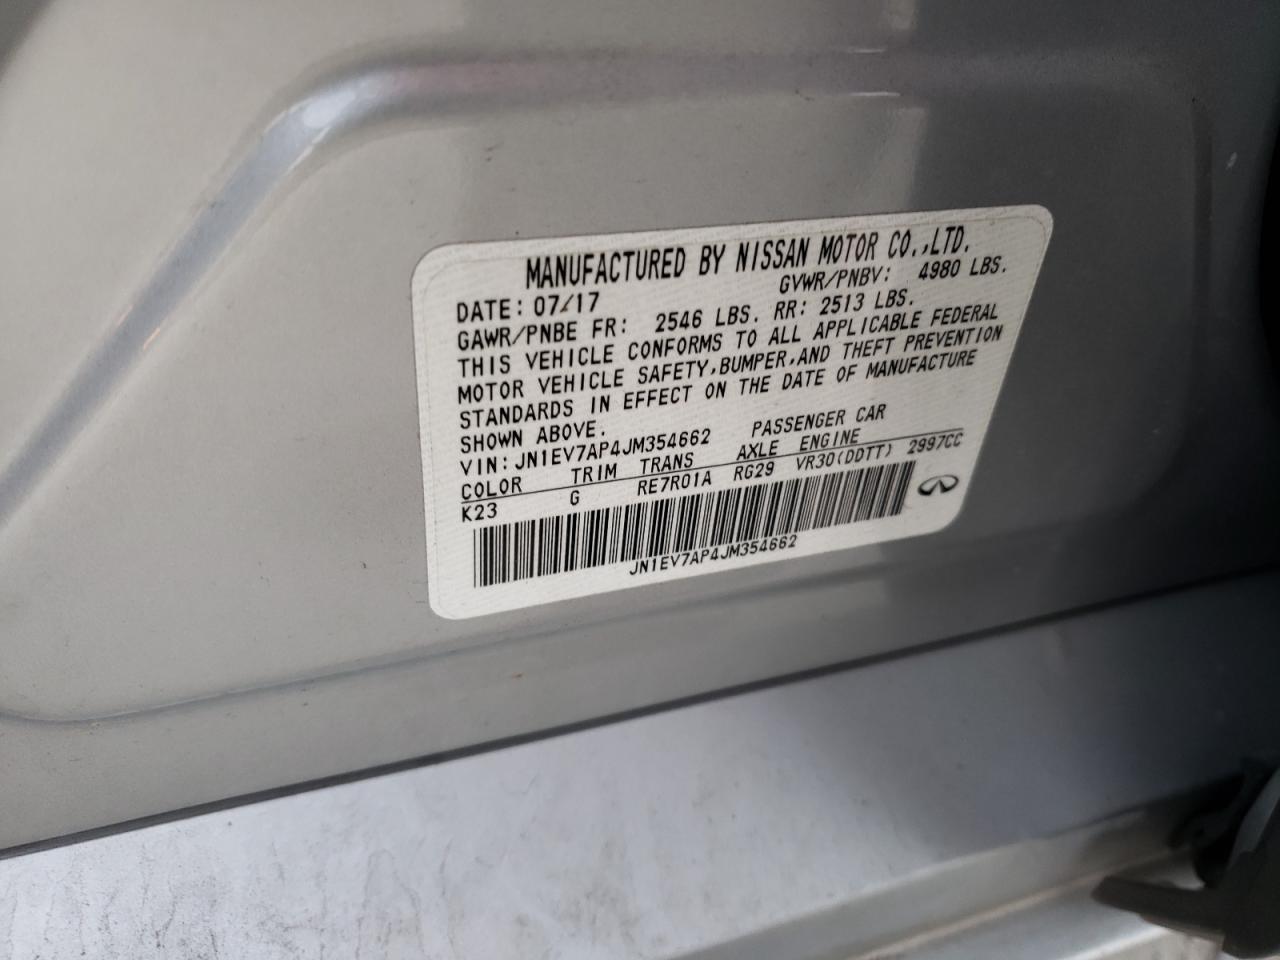 MANUFACTURED BY NISSAN MOTOR CO.,LTD.
DATE: 07/17 GVWR/PNBV: 4980 LBS.
GAWR/PNBE FR: 2546 LBS. RR: 2513 LBS.
THIS VEHICLE CONFORMS TO ALL APPLICABLE FEDERAL
MOTOR VEHICLE SAFETY,BUMPER,AND THEFT PREVENTION
STANDARDS IN EFFECT ON THE DATE OF MANUFACTURE
SHOWN ABOVE.
VIN: JN1EV7AP4JM354662 PASSENGER CAR
COLOR TRIM TRANS AXLE ENGINE
K23 G RE7R01A RG29 VR30(DDTT) 2997CC
JN1EV7AP4JM354662